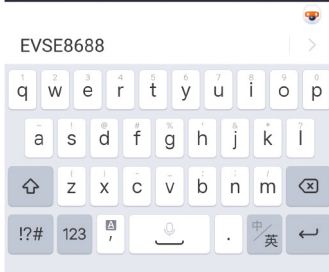 EVSE8688
1 2 3 4 5 6 7 8 9 0
q w e r t y u i o p
~ ! @ # % ' & * ?
a s d f g h j k l
z x c v b n m
!?# 123 , . 中/英